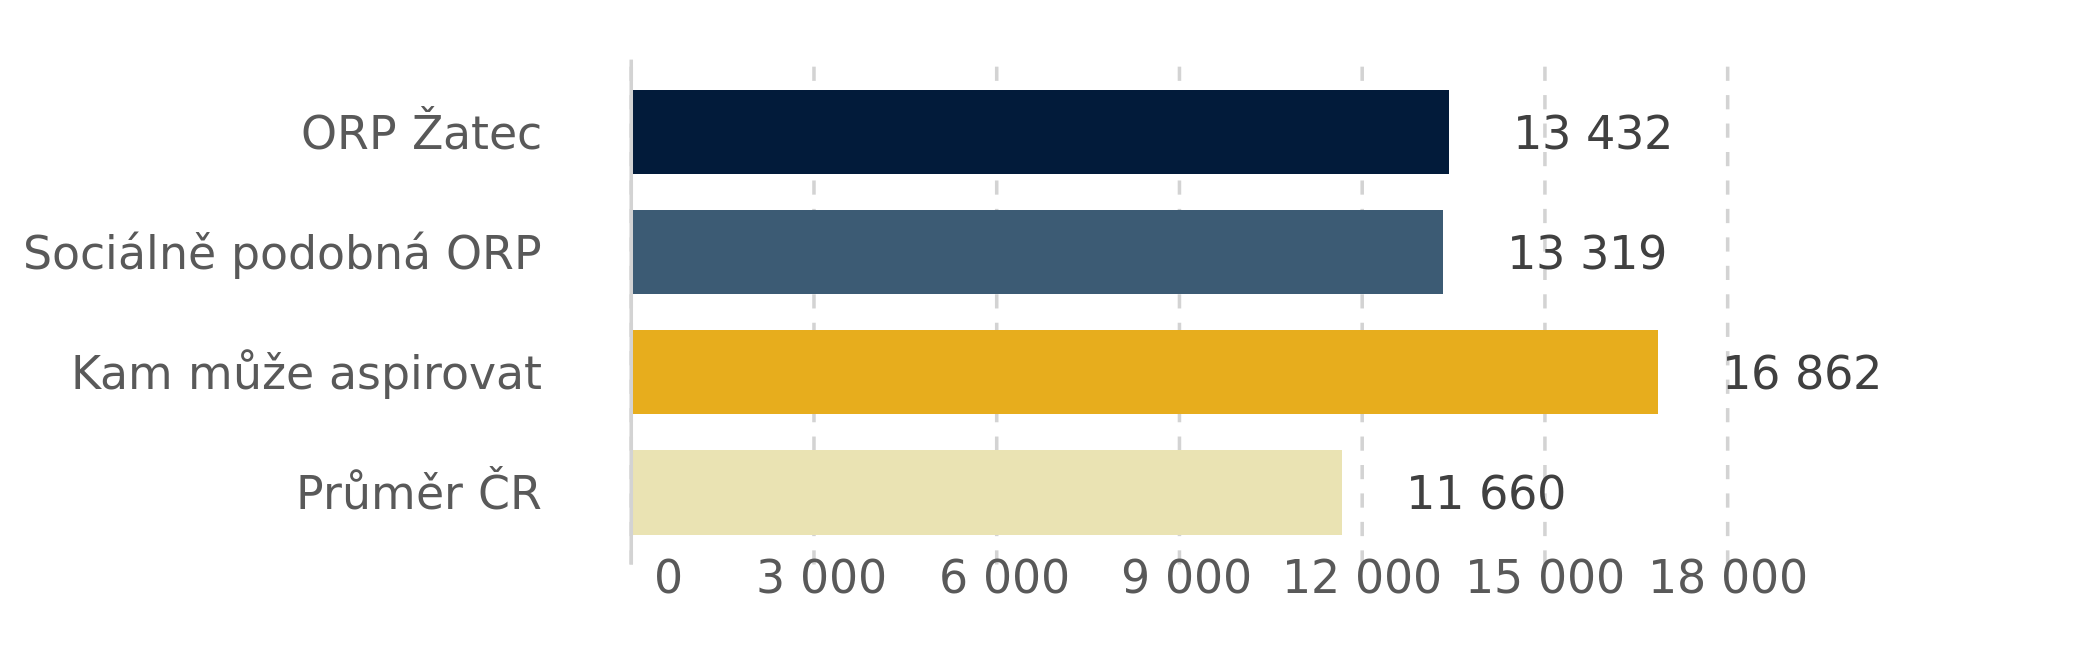 ORP Žatec 13 432
Sociálně podobná ORP 13 319
Kam může aspirovat 16 862
Průměr ČR 11 660
0 3 000 6 000 9 000 12 000 15 000 18 000